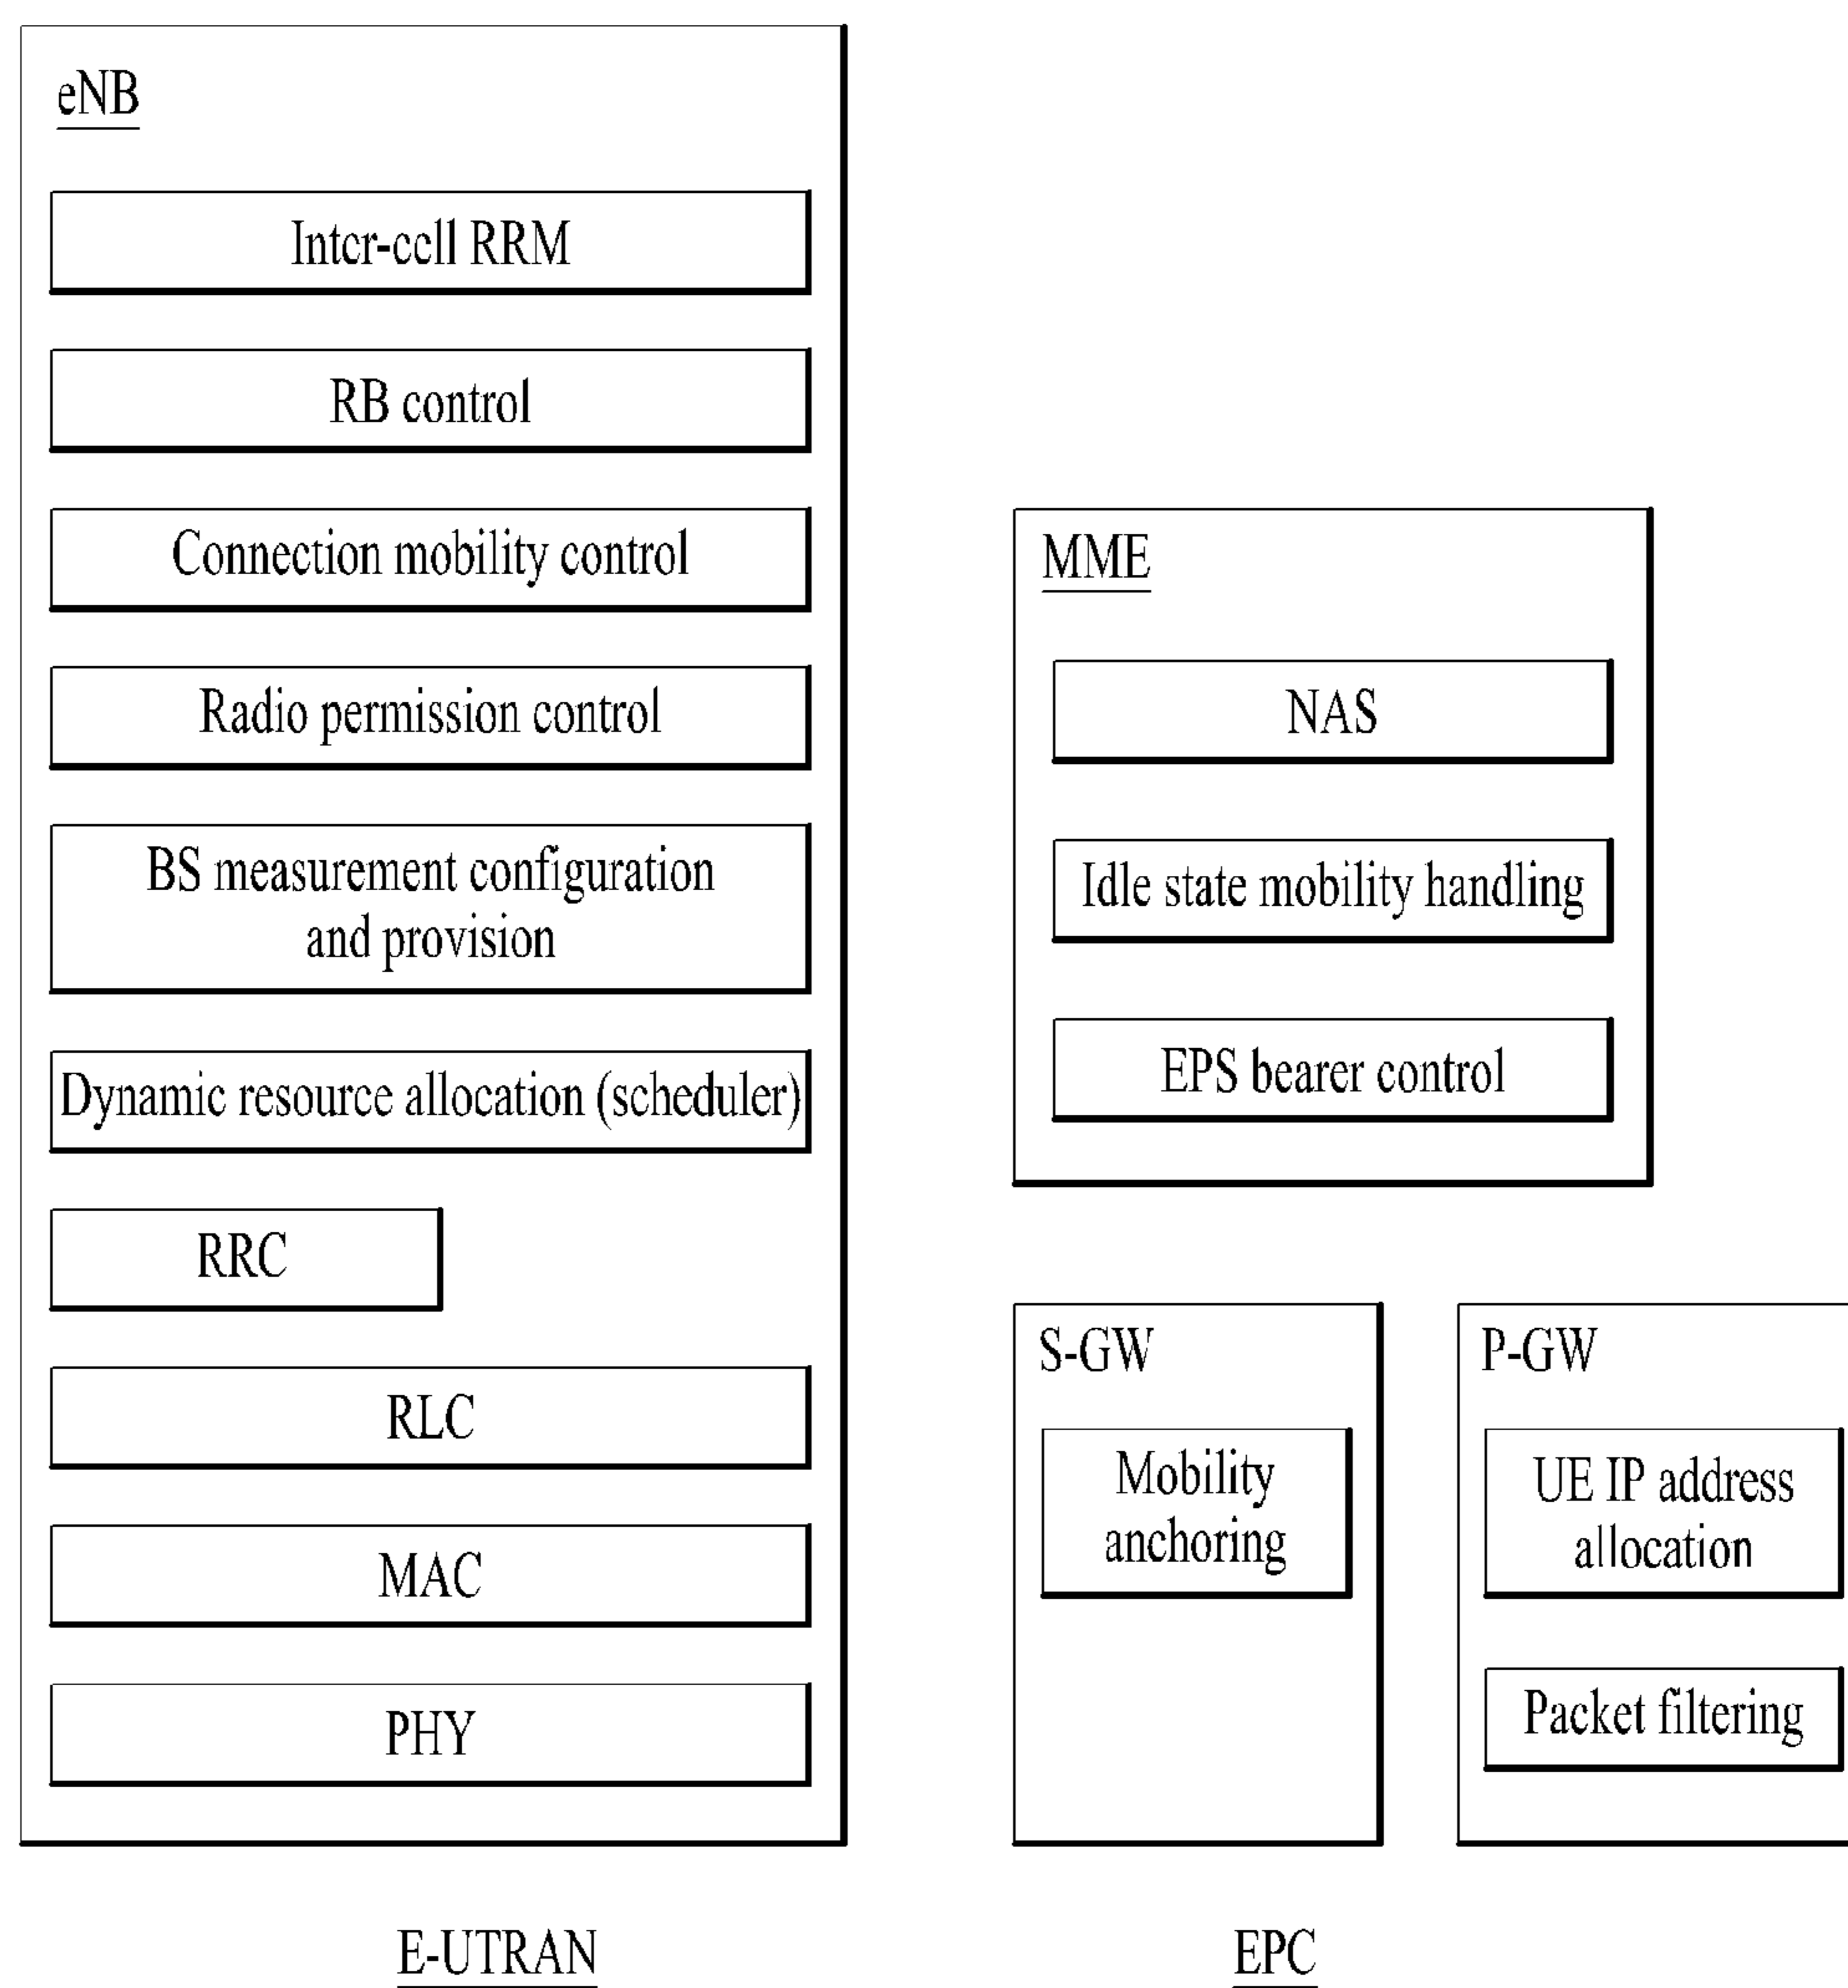 eNB
Inter-cell RRM
RB control
Connection mobility control
Radio permission control
BS measurement configuration
and provision
Dynamic resource allocation (scheduler)
RRC
RLC
MAC
PHY
E-UTRAN
MME
NAS
Idle state mobility handling
EPS bearer control
S-GW
Mobility
anchoring
P-GW
UE IP address
allocation
Packet filtering
EPC